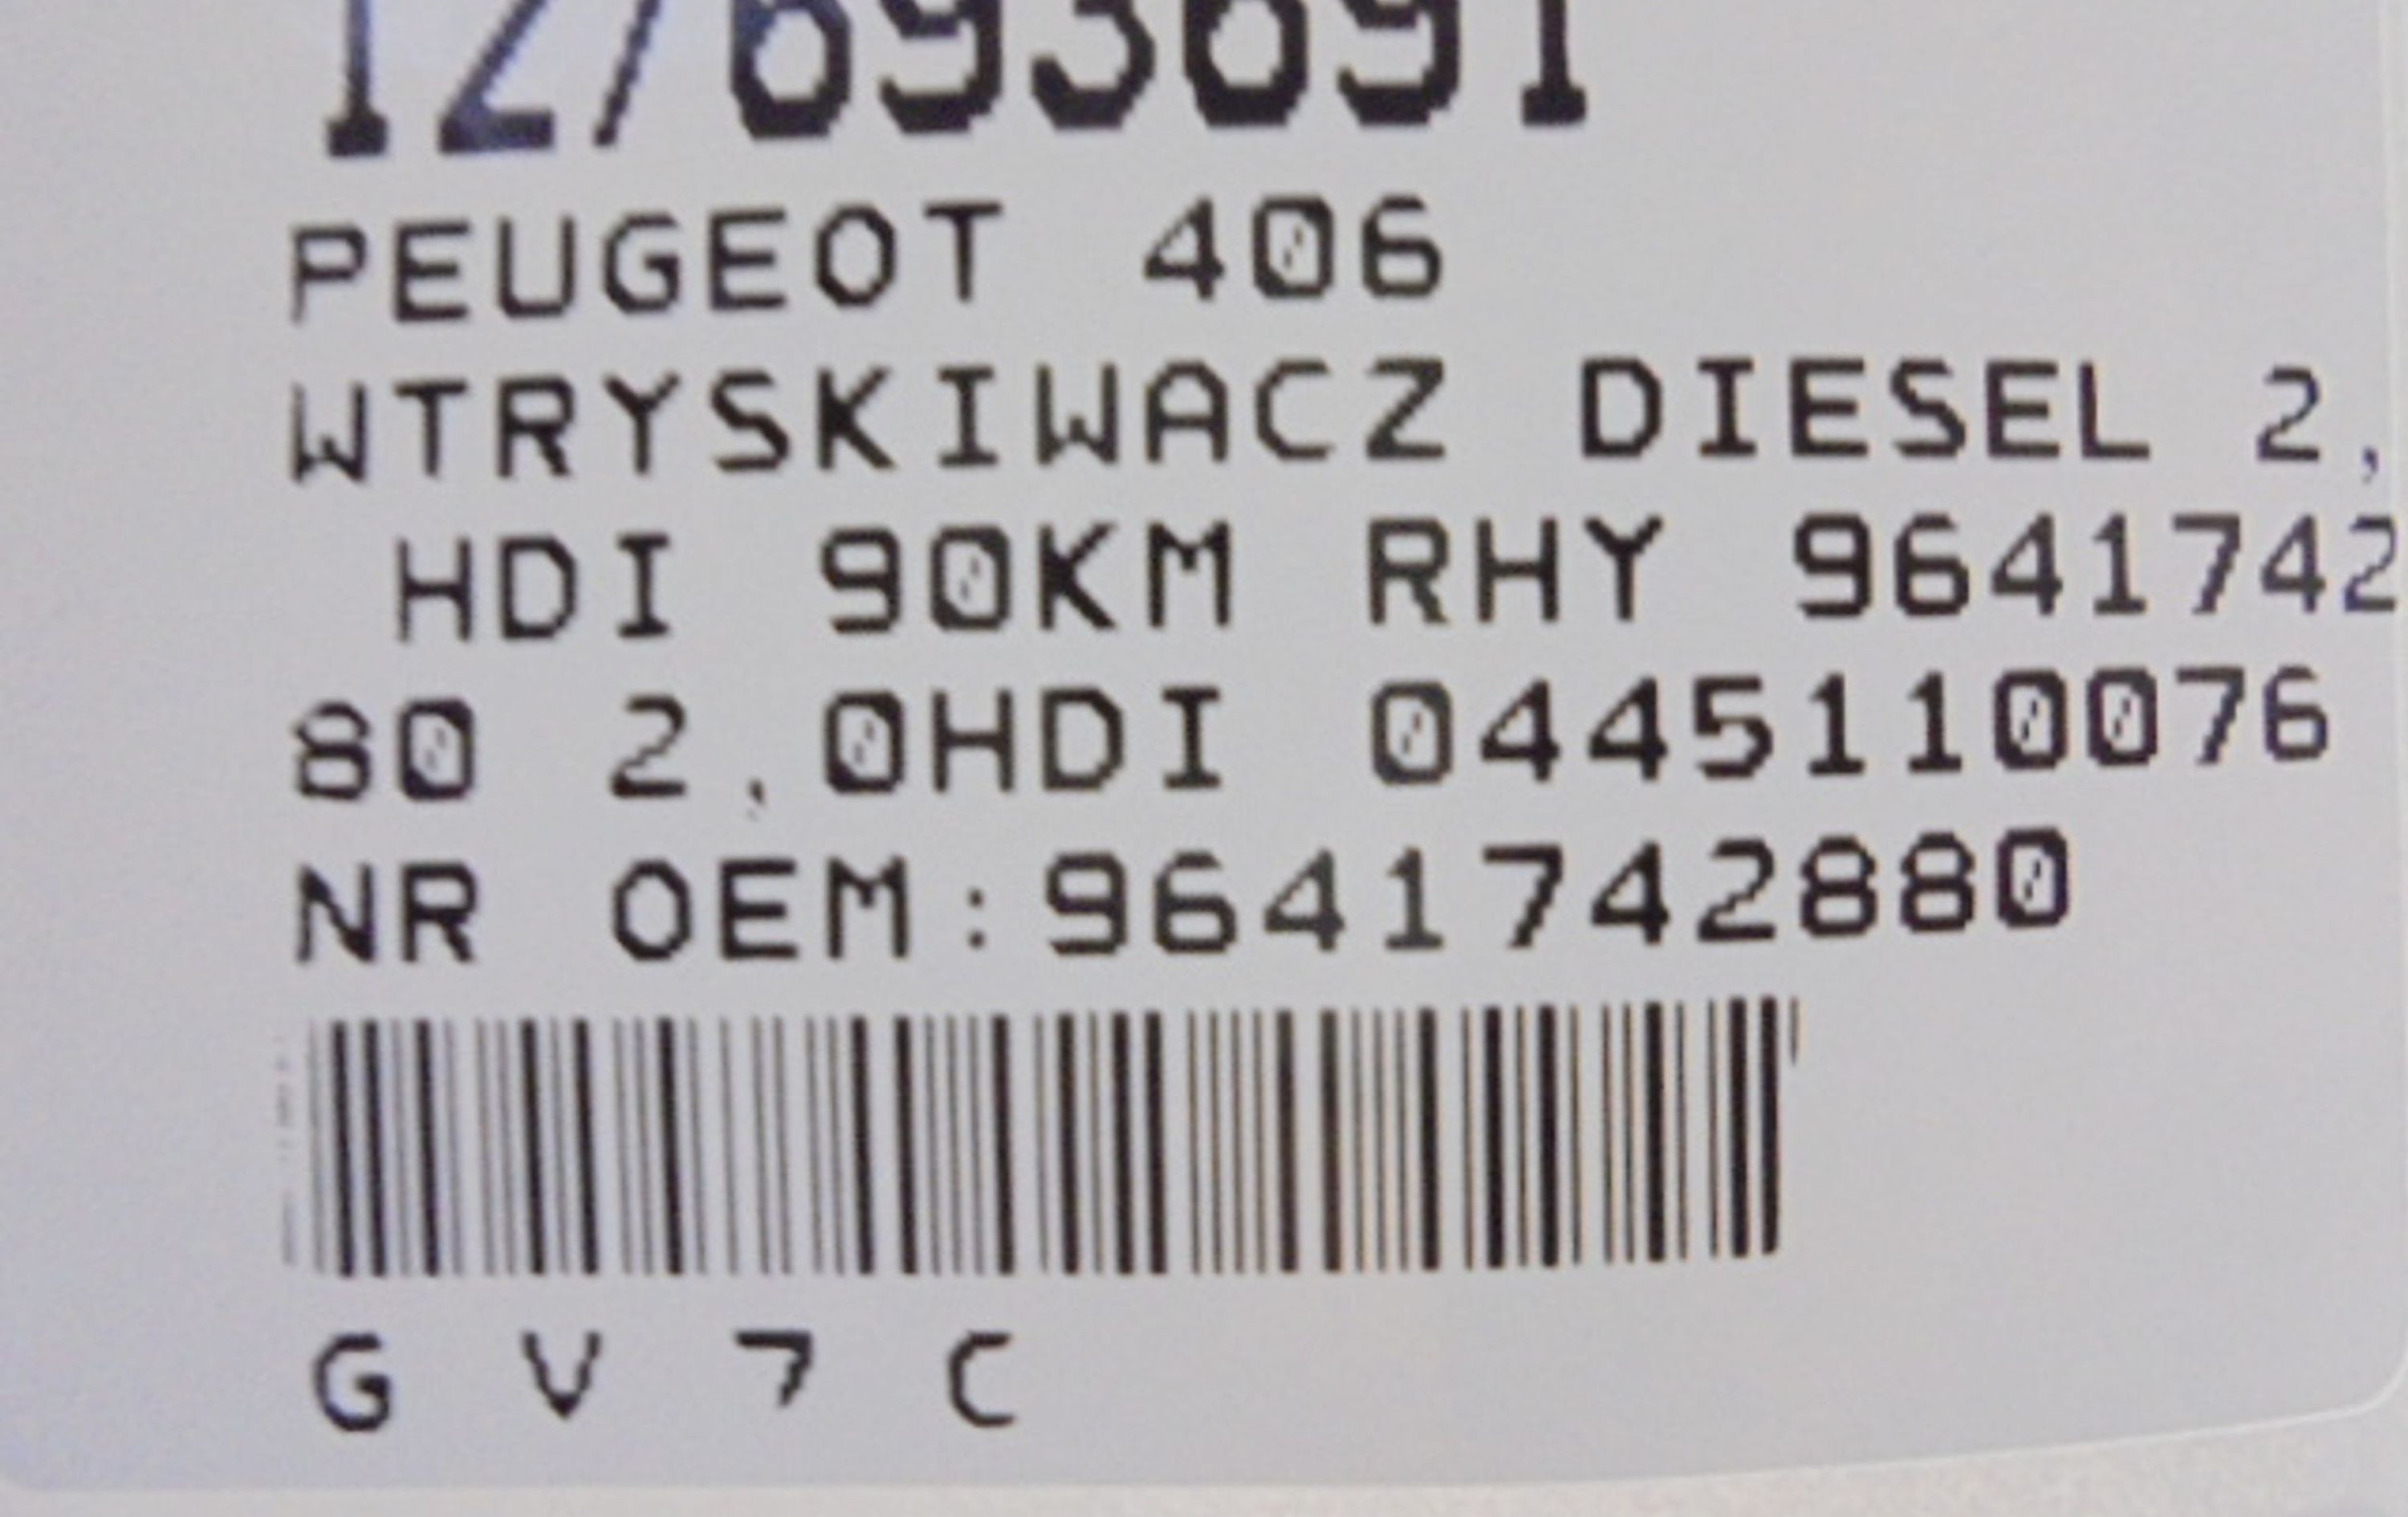 PEUGEOT 406
WTRYSKIWACZ DIESEL 2,
HDI 90KM RHY 9641742
80 2,0HDI 0445110076
NR OEM:9641742880
G V 7 C